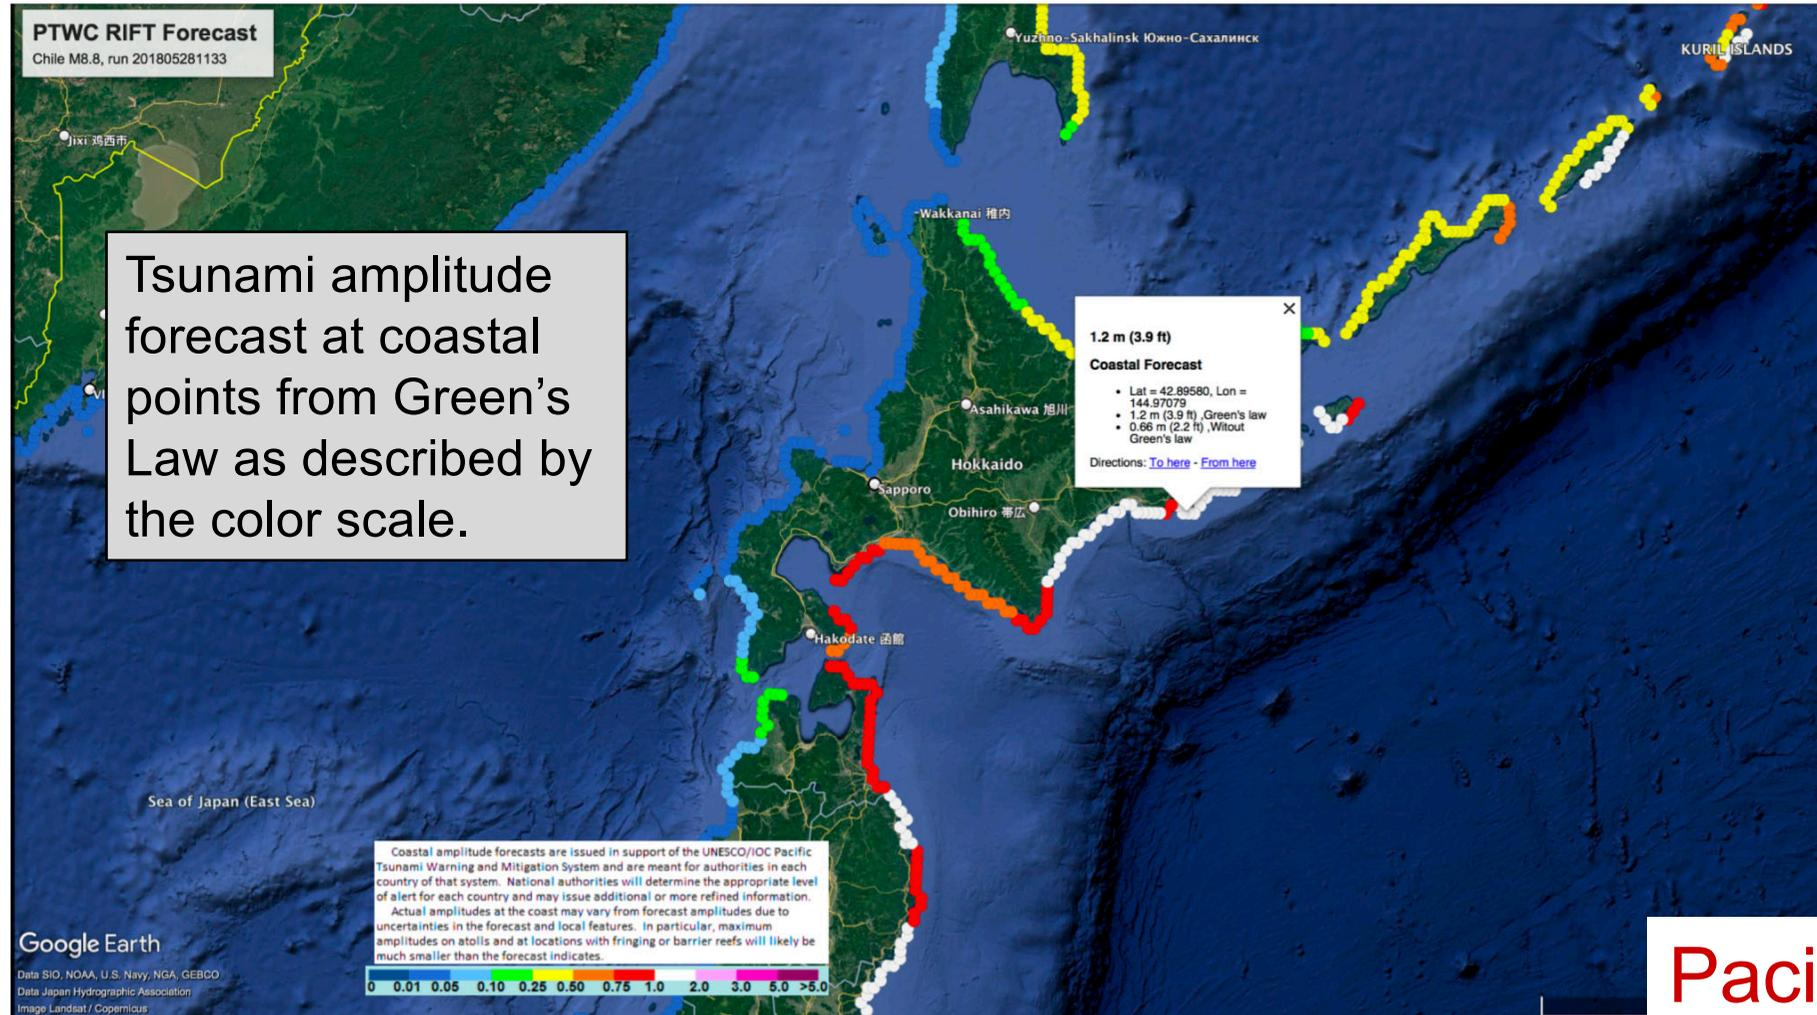 PTWC RIFT Forecast
Chile M8.8, run 201805281133
Yuzhno-Sakhalinsk Южно-Сахалинск
KURIL ISLANDS
Jixi 鸡西市
Wakkanai 稚内
Tsunami amplitude
forecast at coastal
points from Green's
Law as described by
the color scale.
1.2 m (3.9 ft)
Coastal Forecast
• Lat = 42.89580, Lon =
144.97079
• 1.2 m (3.9 ft) ,Green's law
• 0.66 m (2.2 ft) ,Witout
Green's law
Directions: To here - From here
Asahikawa 旭川
Hokkaido
Sapporo
Obihiro 帯広
Hakodate 函館
Sea of Japan (East Sea)
Coastal amplitude forecasts are issued in support of the UNESCO/IOC Pacific
Tsunami Warning and Mitigation System and are meant for authorities in each
country of that system. National authorities will determine the appropriate level
of alert for each country and may issue additional or more refined information.
Actual amplitudes at the coast may vary from forecast amplitudes due to
uncertainties in the forecast and local features. In particular, maximum
amplitudes on atolls and at locations with fringing or barrier reefs will likely be
much smaller than the forecast indicates.
0 0.01 0.05 0.10 0.25 0.50 0.75 1.0 2.0 3.0 5.0 >5.0
Google Earth
Data SIO, NOAA, U.S. Navy, NGA, GEBCO
Data Japan Hydrographic Association
Image Landsat / Copernicus
Paci